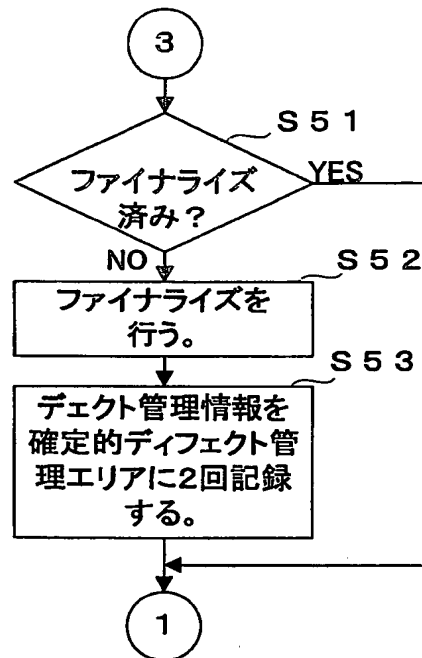 3
S51
ファイナライズ
済み?
YES
NO
S52
ファイナライズを
行う。
S53
デェクト管理情報を
確定的ディフェクト管
理エリアに2回記録
する。
1